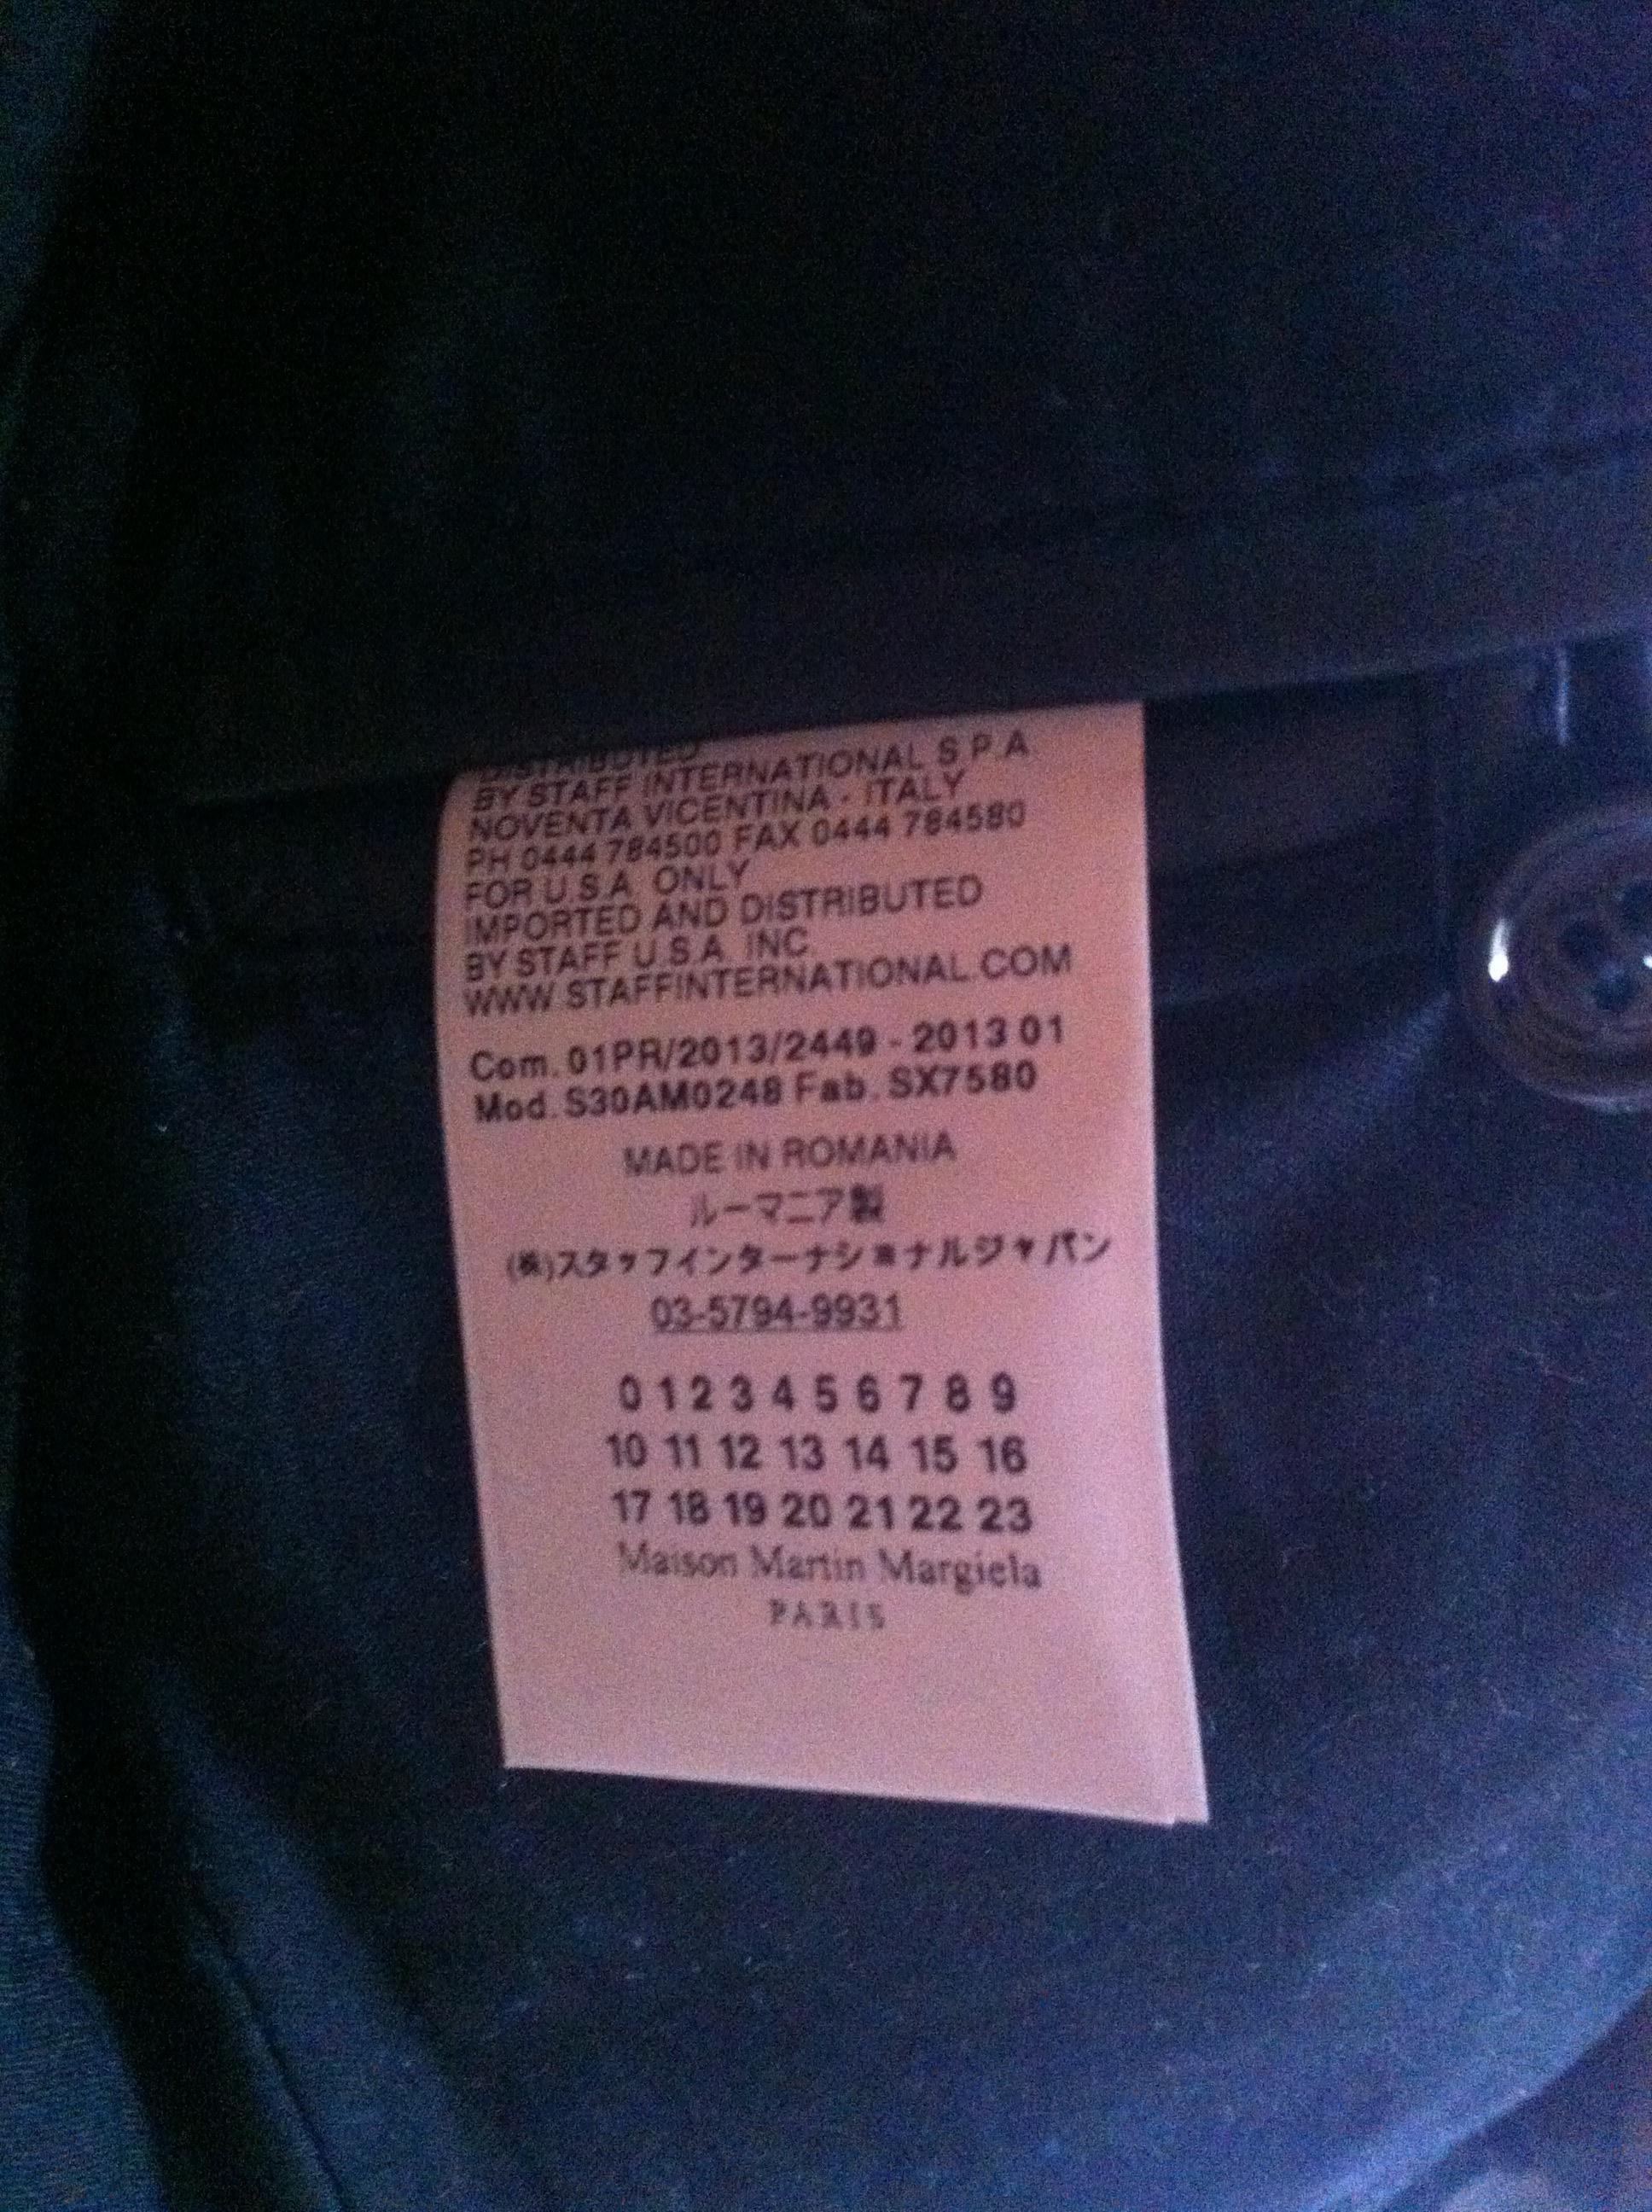 DISTRIBUTED
BY STAFF INTERNATIONAL S.P.A
NOVENTA VICENTINA - ITALY
PH 0444 784500 FAX 0444 784580
FOR U.S.A. ONLY
IMPORTED AND DISTRIBUTED
BY STAFF U.S.A. INC.
WWW.STAFFINTERNATIONAL.COM
Com. 01PR/2013/2449 - 2013 01
Mod. S30AM0248 Fab. SX7580
MADE IN ROMANIA
ルーマニア製
(株)スタッフインターナショナルジャパン
03-5794-9931
0 1 2 3 4 5 6 7 8 9
10 11 12 13 14 15 16
17 18 19 20 21 22 23
Maison Martin Margiela
PARIS